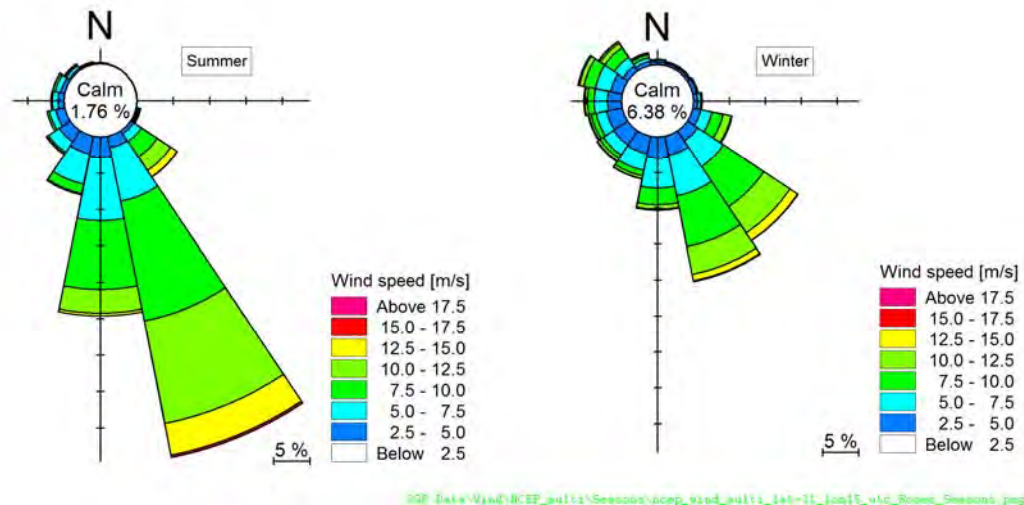 N
Summer
Calm
1.76 %
Wind speed [m/s]
Above 17.5
15.0 - 17.5
12.5 - 15.0
10.0 - 12.5
7.5 - 10.0
5.0 - 7.5
2.5 - 5.0
Below 2.5
5 %
N
Winter
Calm
6.38 %
Wind speed [m/s]
Above 17.5
15.0 - 17.5
12.5 - 15.0
10.0 - 12.5
7.5 - 10.0
5.0 - 7.5
2.5 - 5.0
Below 2.5
5 %